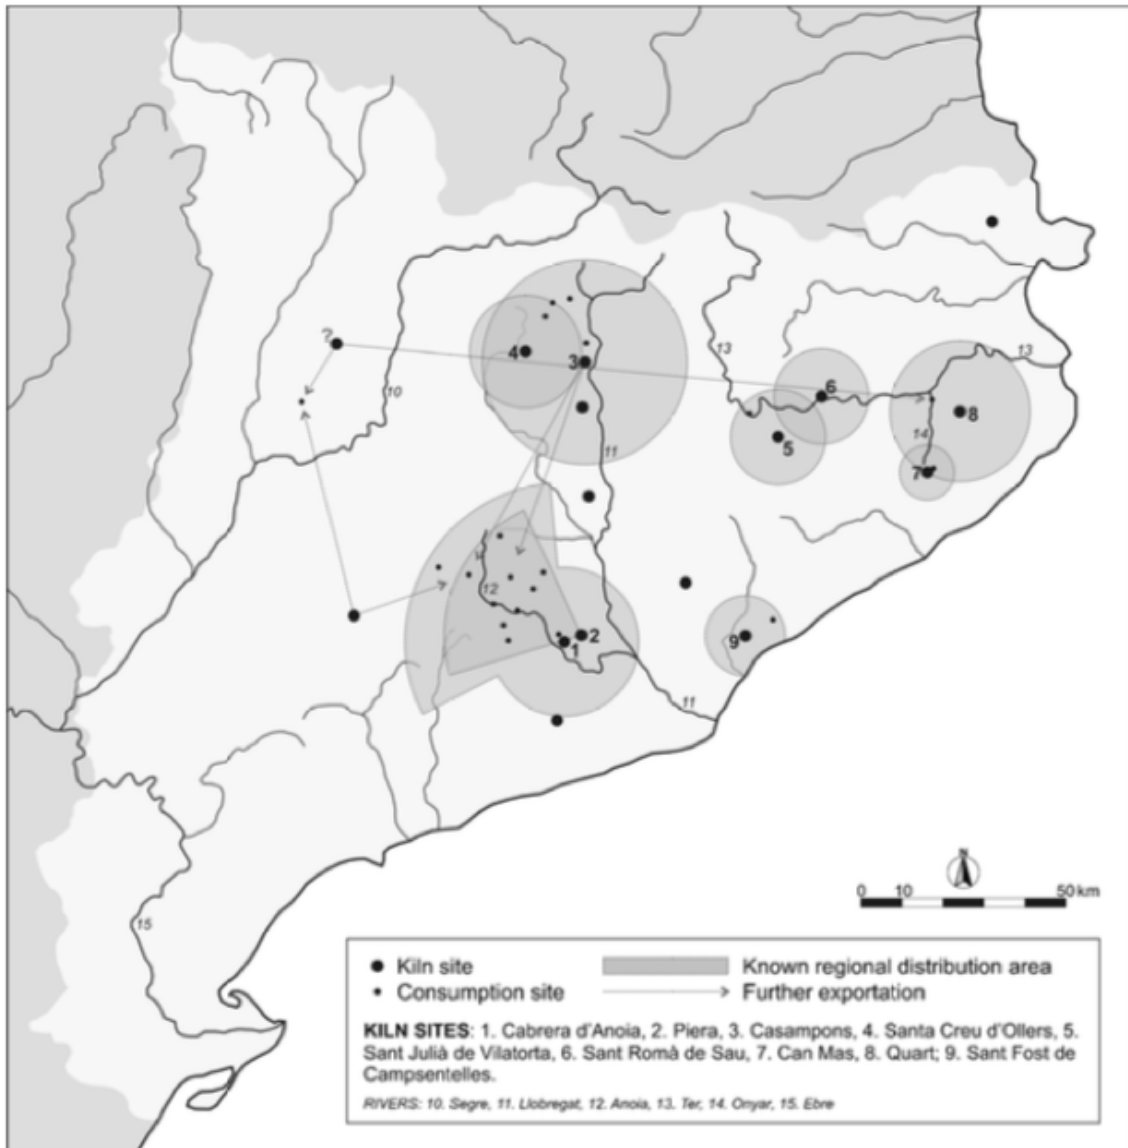 ?
4
3
13
10
6
13
8
5
14
11
7
12
2
9
1
11
N
0 10 50 km
15
Kiln site Known regional distribution area
Consumption site Further exportation
KILN SITES: 1. Cabrera d'Anoia, 2. Piera, 3. Casampons, 4. Santa Creu d'Ollers, 5.
Sant Julià de Vilatorta, 6. Sant Romà de Sau, 7. Can Mas, 8. Quart; 9. Sant Fost de
Campsentelles.
RIVERS: 10. Segre, 11. Llobregat, 12. Anoia, 13. Ter, 14. Onyar, 15. Ebre